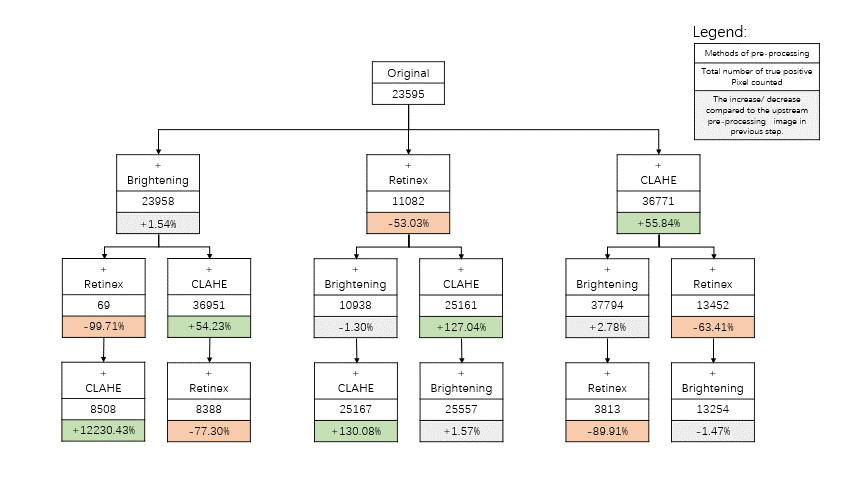 Legend:
Methods of pre-processing
Total number of true positive
Pixel counted
The increase/ decrease
compared to the upstream
pre-processing image in
previous step.
Original
23595
+
Brightening
23958
+1.54%
+
Retinex
11082
-53.03%
+
CLAHE
36771
+55.84%
+
Retinex
69
-99.71%
+
CLAHE
36951
+54.23%
+
Brightening
10938
-1.30%
+
CLAHE
25161
+127.04%
+
Brightening
37794
+2.78%
+
Retinex
13452
-63.41%
+
CLAHE
8508
+12230.43%
+
Retinex
8388
-77.30%
+
CLAHE
25167
+130.08%
+
Brightening
25557
+1.57%
+
Retinex
3813
-89.91%
+
Brightening
13254
-1.47%